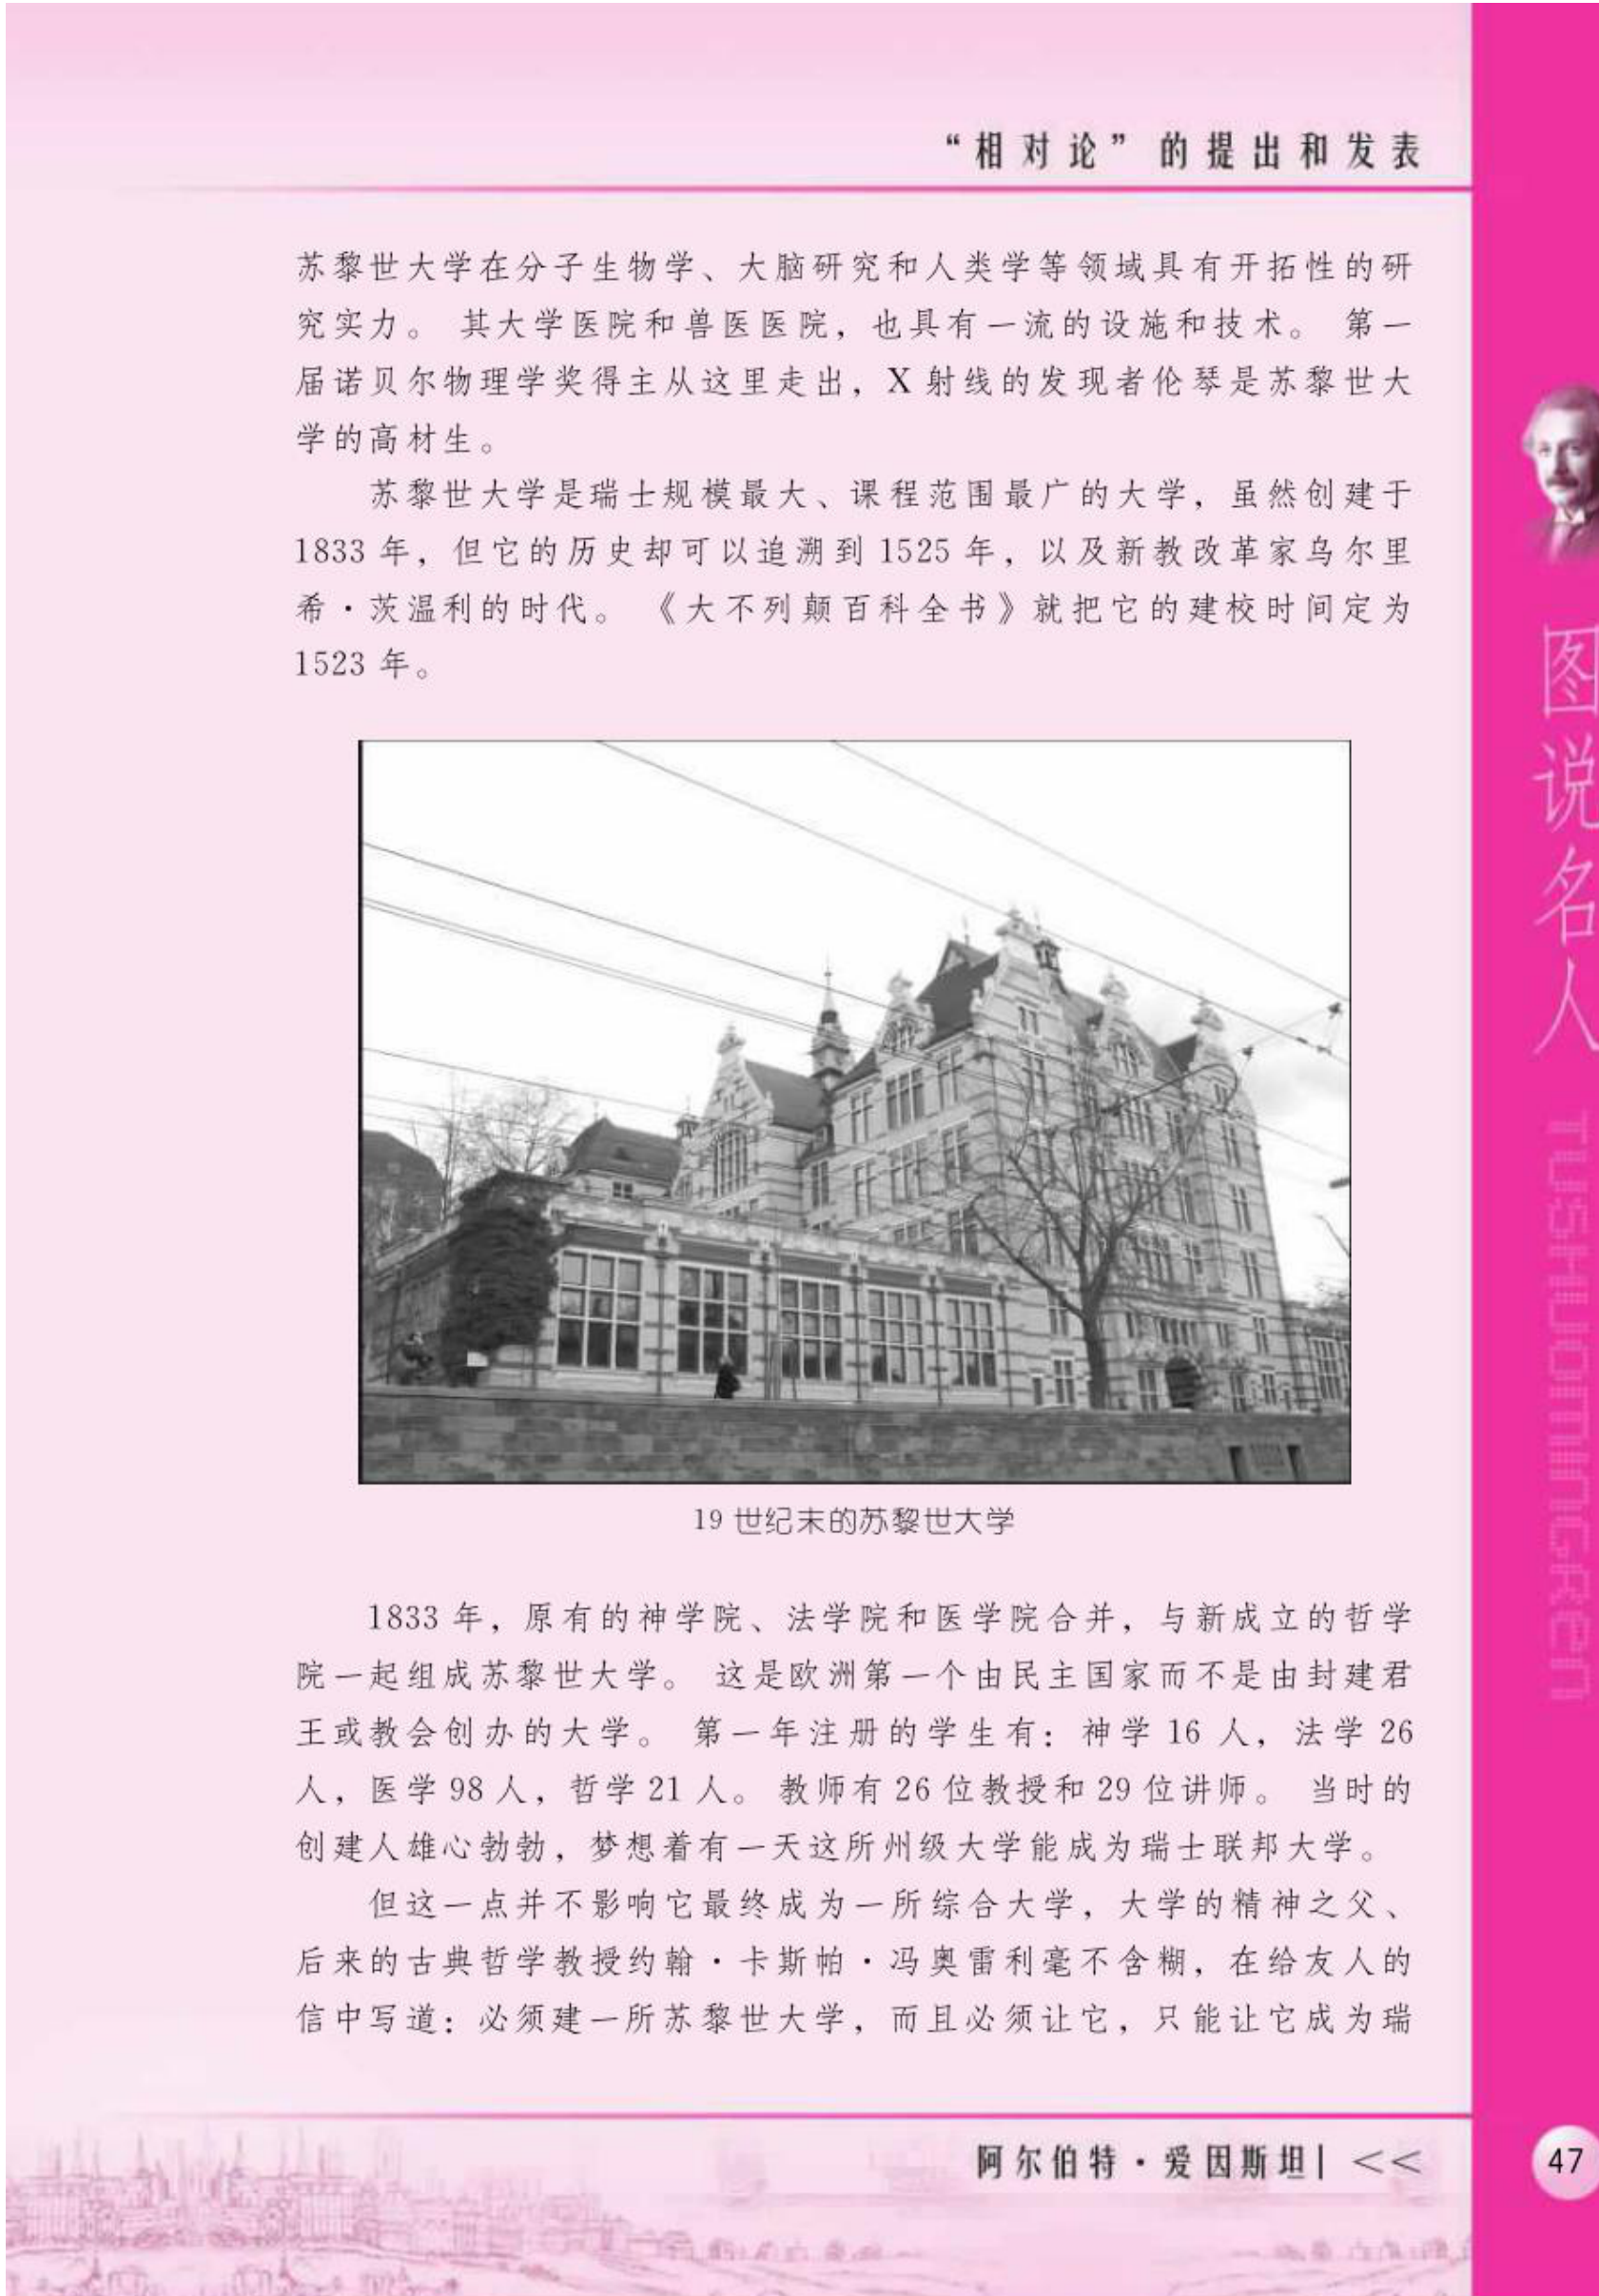 “相对论”的提出和发表
苏黎世大学在分子生物学、大脑研究和人类学等领域具有开拓性的研
究实力。 其大学医院和兽医医院，也具有一流的设施和技术。 第一
届诺贝尔物理学奖得主从这里走出，X 射线的发现者伦琴是苏黎世大
学的高材生。
苏黎世大学是瑞士规模最大、课程范围最广的大学，虽然创建于
1833 年，但它的历史却可以追溯到 1525 年，以及新教改革家乌尔里
希·茨温利的时代。 《大不列颠百科全书》就把它的建校时间定为
1523 年。
19 世纪末的苏黎世大学
1833 年，原有的神学院、法学院和医学院合并，与新成立的哲学
院一起组成苏黎世大学。 这是欧洲第一个由民主国家而不是由封建君
王或教会创办的大学。 第一年注册的学生有：神学 16 人，法学 26
人，医学 98 人，哲学 21 人。 教师有 26 位教授和 29 位讲师。 当时的
创建人雄心勃勃，梦想着有一天这所州级大学能成为瑞士联邦大学。
但这一点并不影响它最终成为一所综合大学，大学的精神之父、
后来的古典哲学教授约翰·卡斯帕·冯奥雷利毫不含糊，在给友人的
信中写道：必须建一所苏黎世大学，而且必须让它，只能让它成为瑞
阿尔伯特·爱因斯坦| <<
47
图说名人
TUSHUOMINGREN